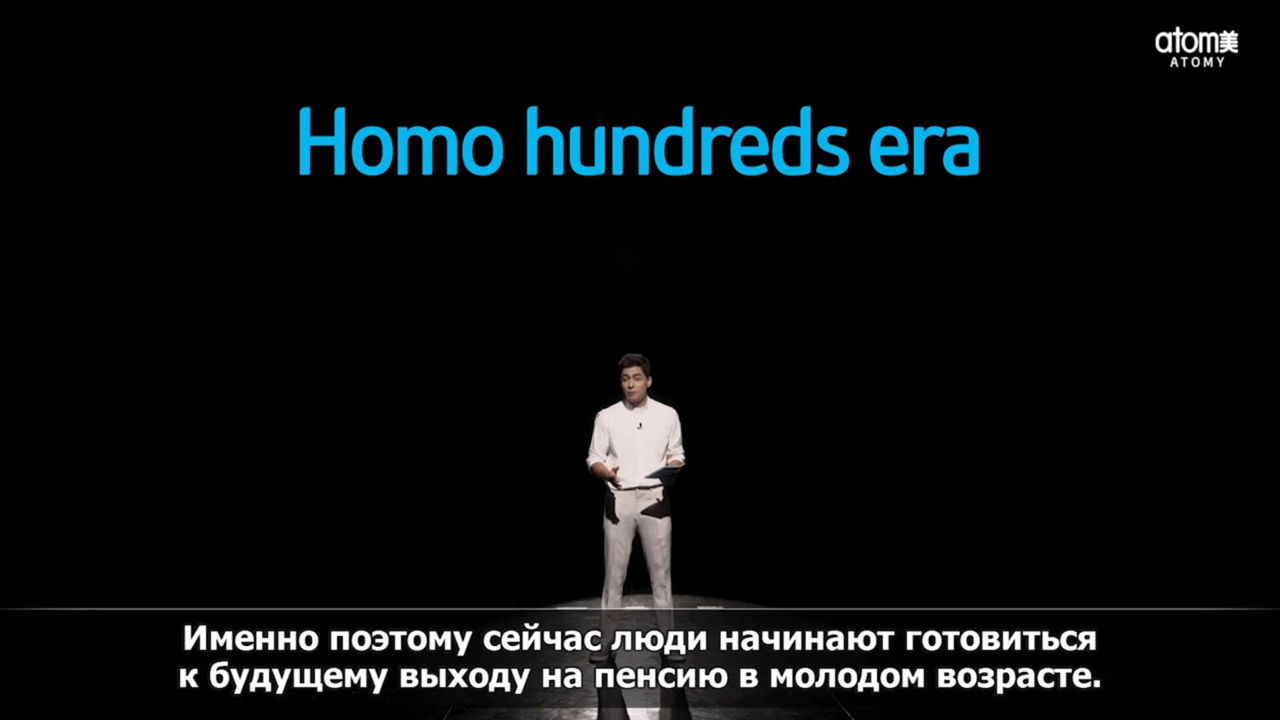 atom美
ATOMY
Homo hundreds era
Именно поэтому сейчас люди начинают готовиться
к будущему выходу на пенсию в молодом возрасте.